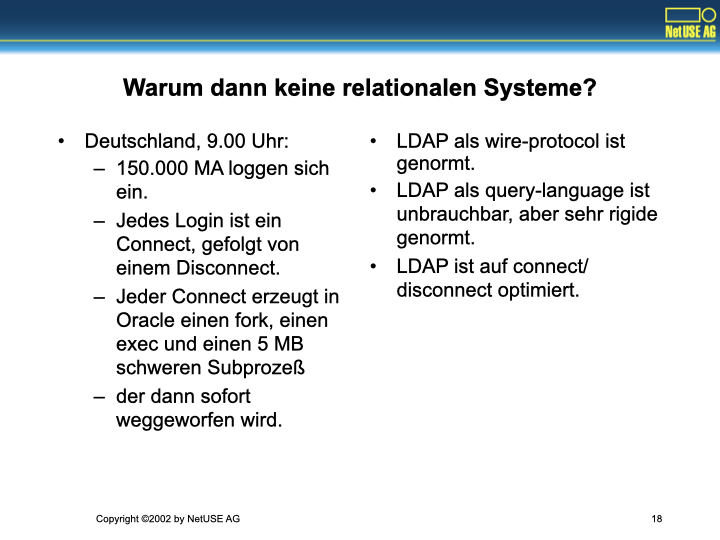 NetUSE AG
Warum dann keine relationalen Systeme?
• Deutschland, 9.00 Uhr:
– 150.000 MA loggen sich
ein.
– Jedes Login ist ein
Connect, gefolgt von
einem Disconnect.
– Jeder Connect erzeugt in
Oracle einen fork, einen
exec und einen 5 MB
schweren Subprozeß
– der dann sofort
weggeworfen wird.
• LDAP als wire-protocol ist
genormt.
• LDAP als query-language ist
unbrauchbar, aber sehr rigide
genormt.
• LDAP ist auf connect/
disconnect optimiert.
Copyright ©2002 by NetUSE AG
18